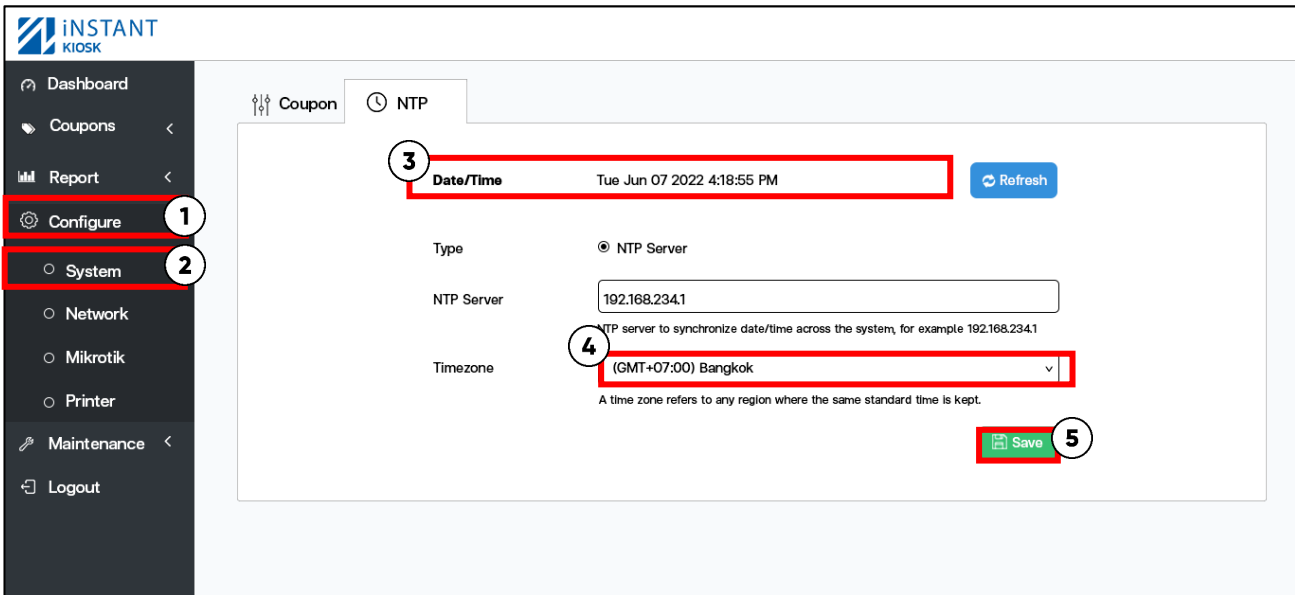 iNSTANT
KIOSK
Dashboard
Coupons
Report
Configure
1
System
2
Network
Mikrotik
Printer
Maintenance
Logout
Coupon
NTP
3
Date/Time Tue Jun 07 2022 4:18:55 PM
Refresh
Type NTP Server
NTP Server 192.168.234.1
NTP server to synchronize date/time across the system, for example 192.168.234.1
4
Timezone (GMT+07:00) Bangkok
A time zone refers to any region where the same standard time is kept.
Save
5